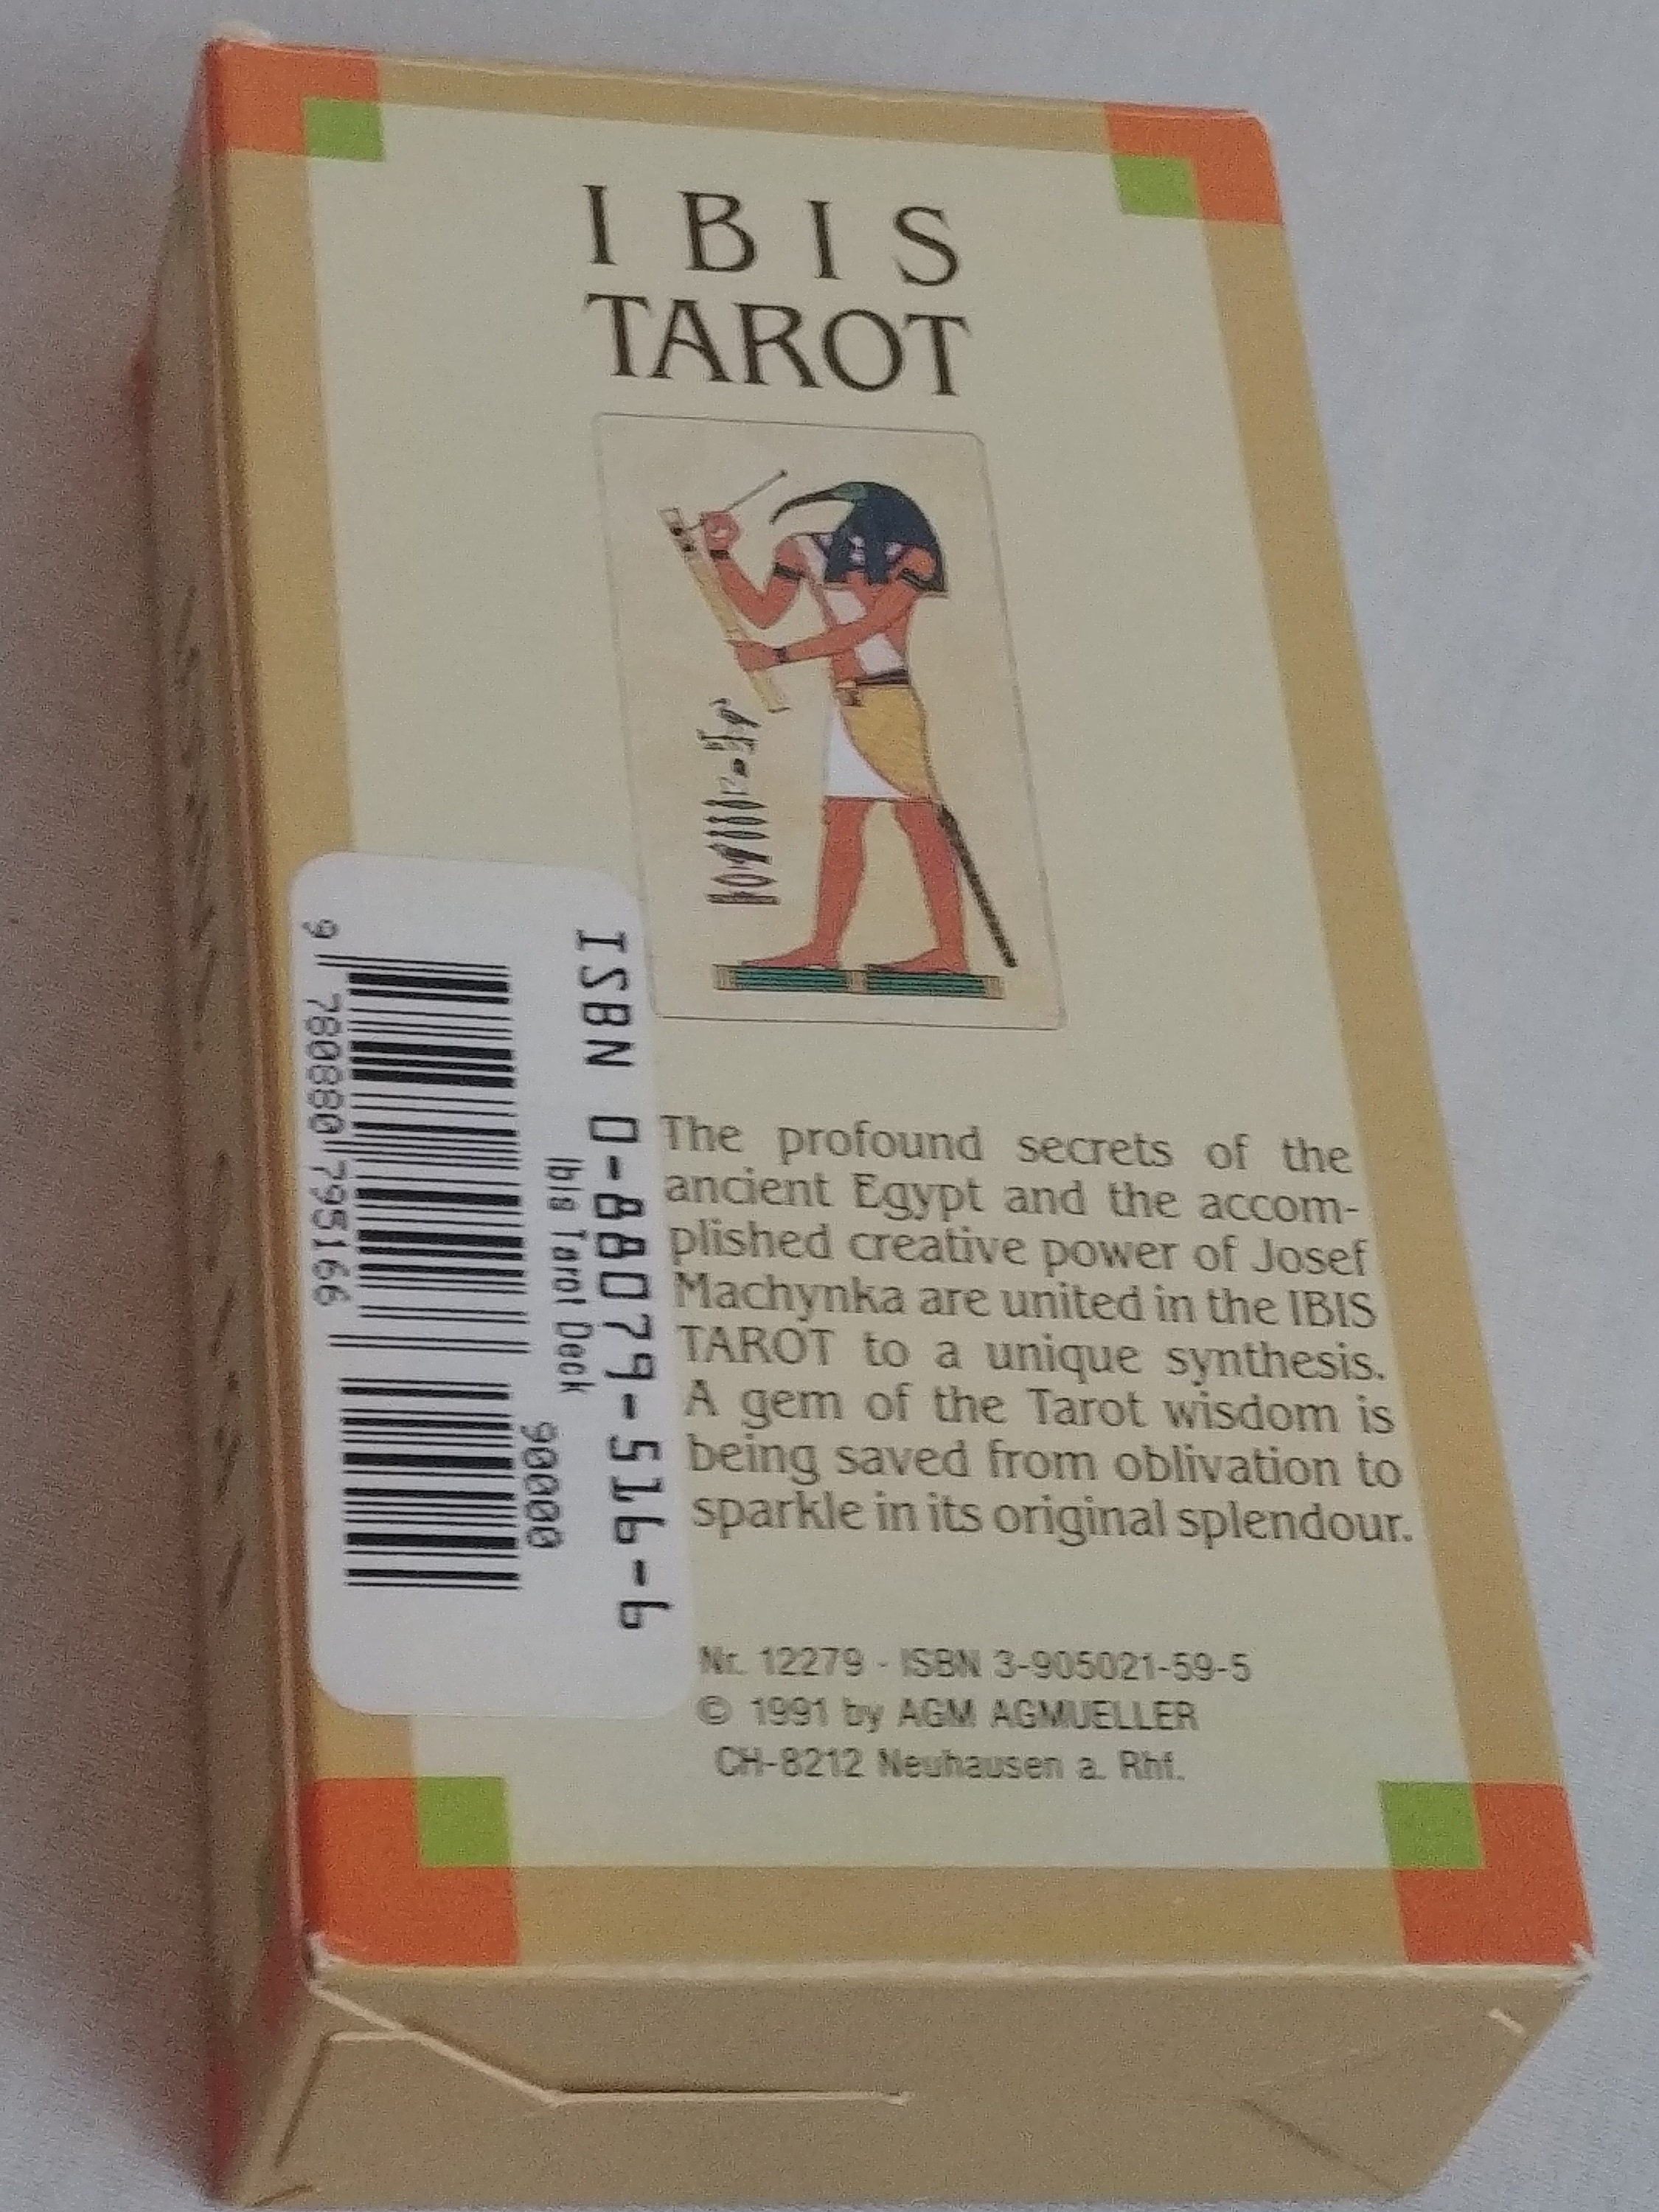 I B I S
TAROT
The profound secrets of the
ancient Egypt and the accom-
plished creative power of Josef
Machynka are united in the IBIS
TAROT to a unique synthesis.
A gem of the Tarot wisdom is
being saved from oblivation to
sparkle in its original splendour.
Nr. 12279 - ISBN 3-905021-59-5
© 1991 by AGM AGMUELLER
CH-8212 Neuhausen a. Rhf.
ISBN 0-88079-516-6
Ibis Tarot Deck
90000
9 780880 795166